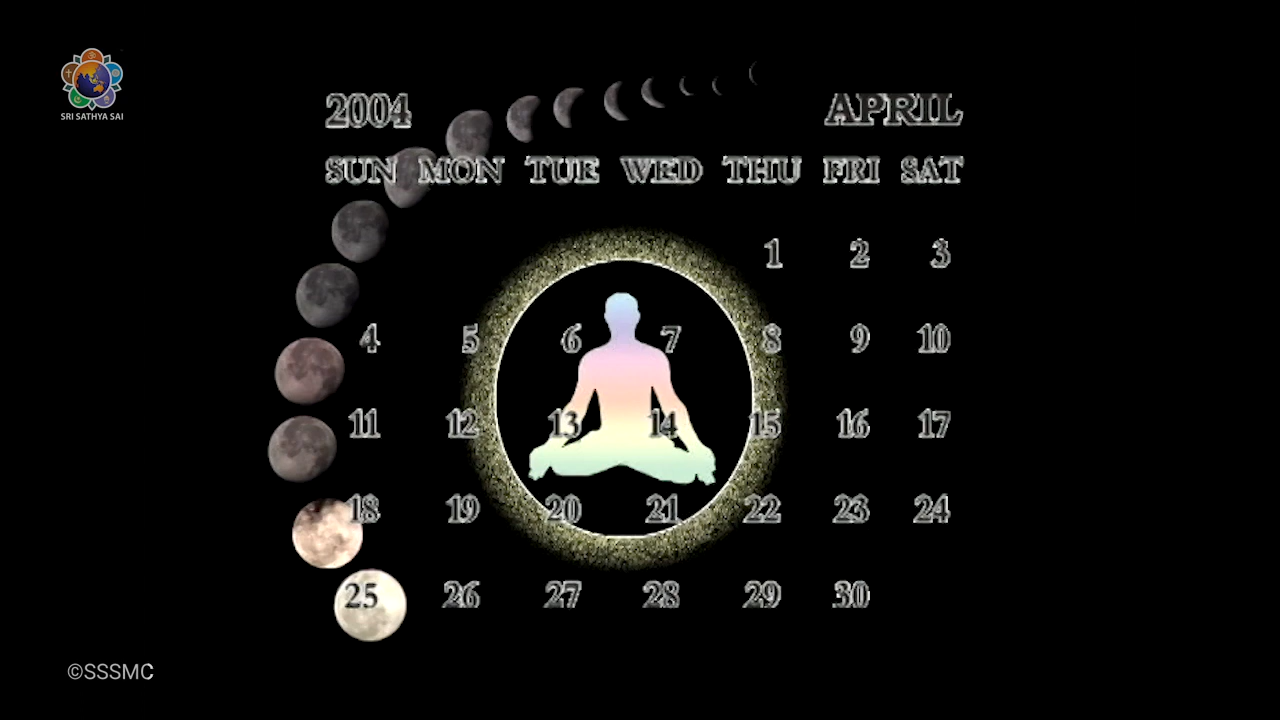 SRI SATHYA SAI
2004 APRIL
SUN MON TUE WED THU FRI SAT
1 2 3
4 5 6 7 8 9 10
11 12 13 14 15 16 17
18 19 20 21 22 23 24
25 26 27 28 29 30
©SSSMC